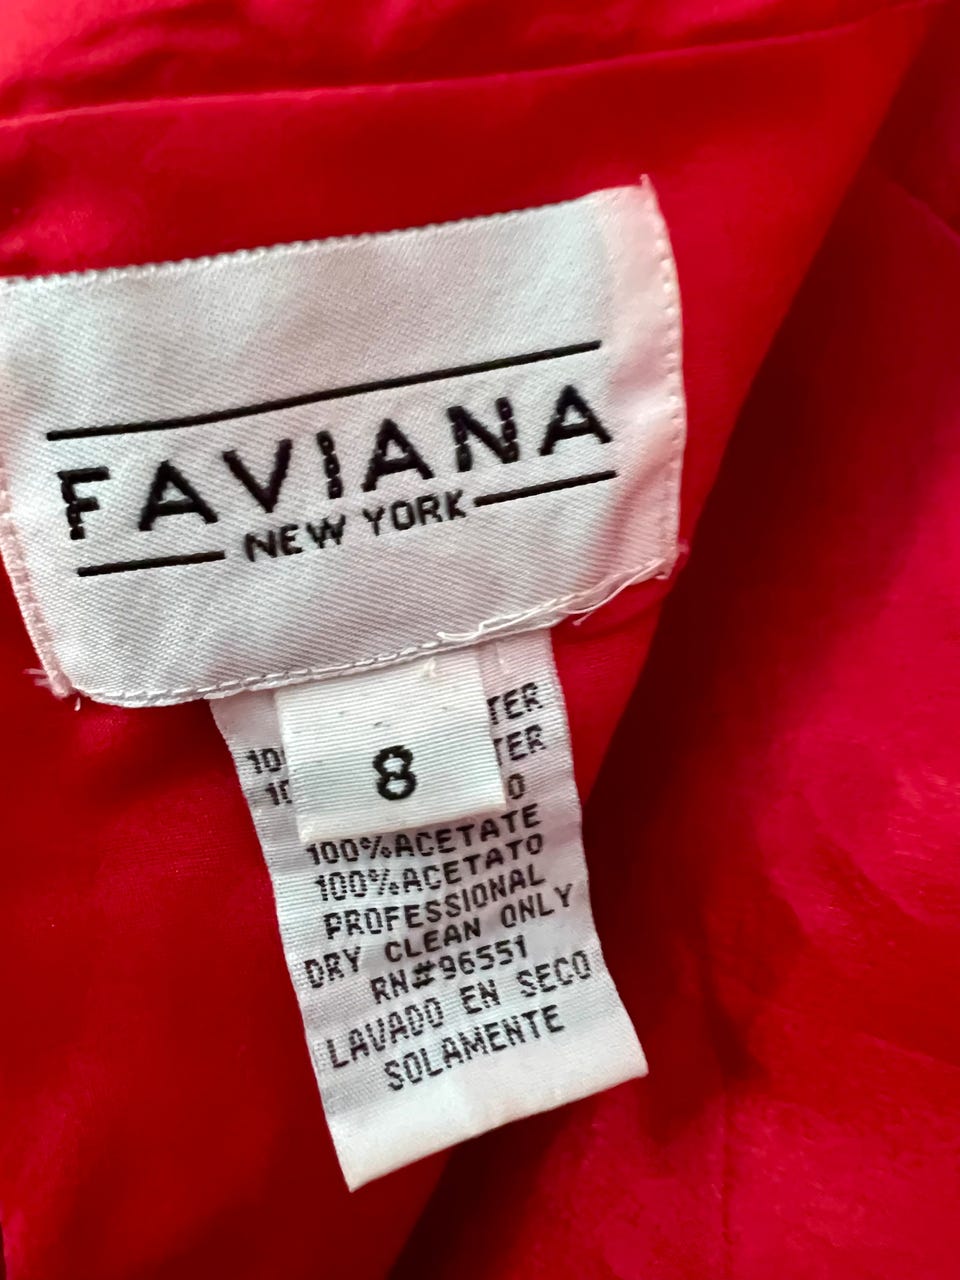 FAVIANA
NEW YORK
8
100%ACETATE
100%ACETATO
PROFESSIONAL
DRY CLEAN ONLY
RN#96551
LAVADO EN SECO
SOLAMENTE